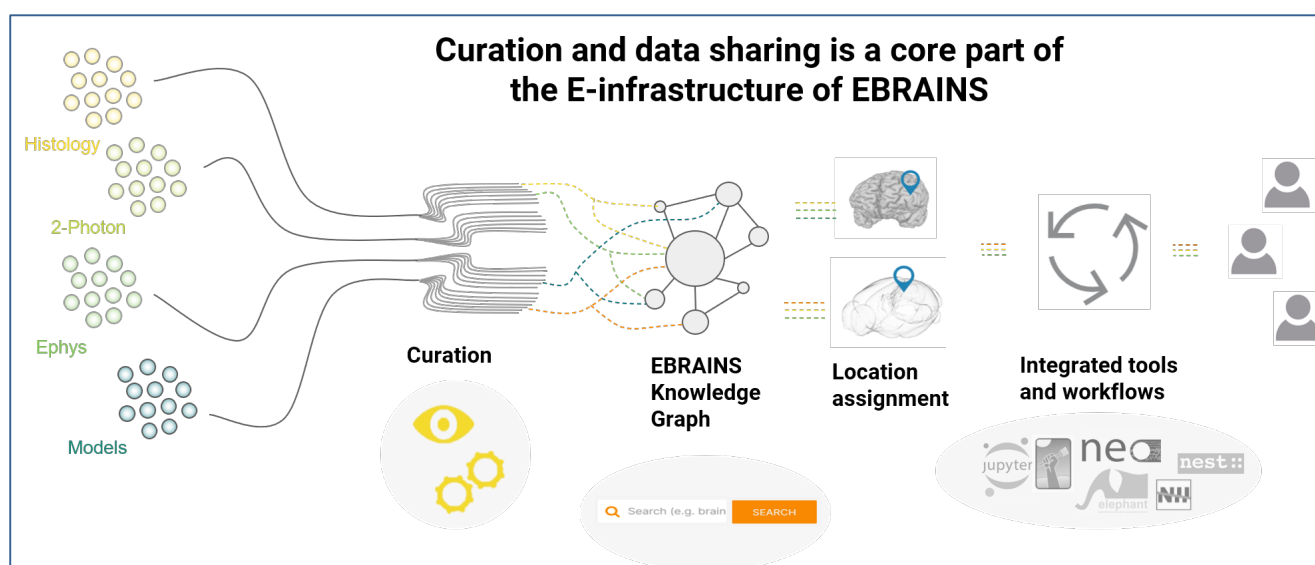 Curation and data sharing is a core part of
the E-infrastructure of EBRAINS
Histology
2-Photon
Ephys
Models
Curation
EBRAINS
Knowledge
Graph
Location
assignment
Integrated tools
and workflows
Search (e.g. brain
SEARCH
jupyter
neo
nest::
elephant
NH